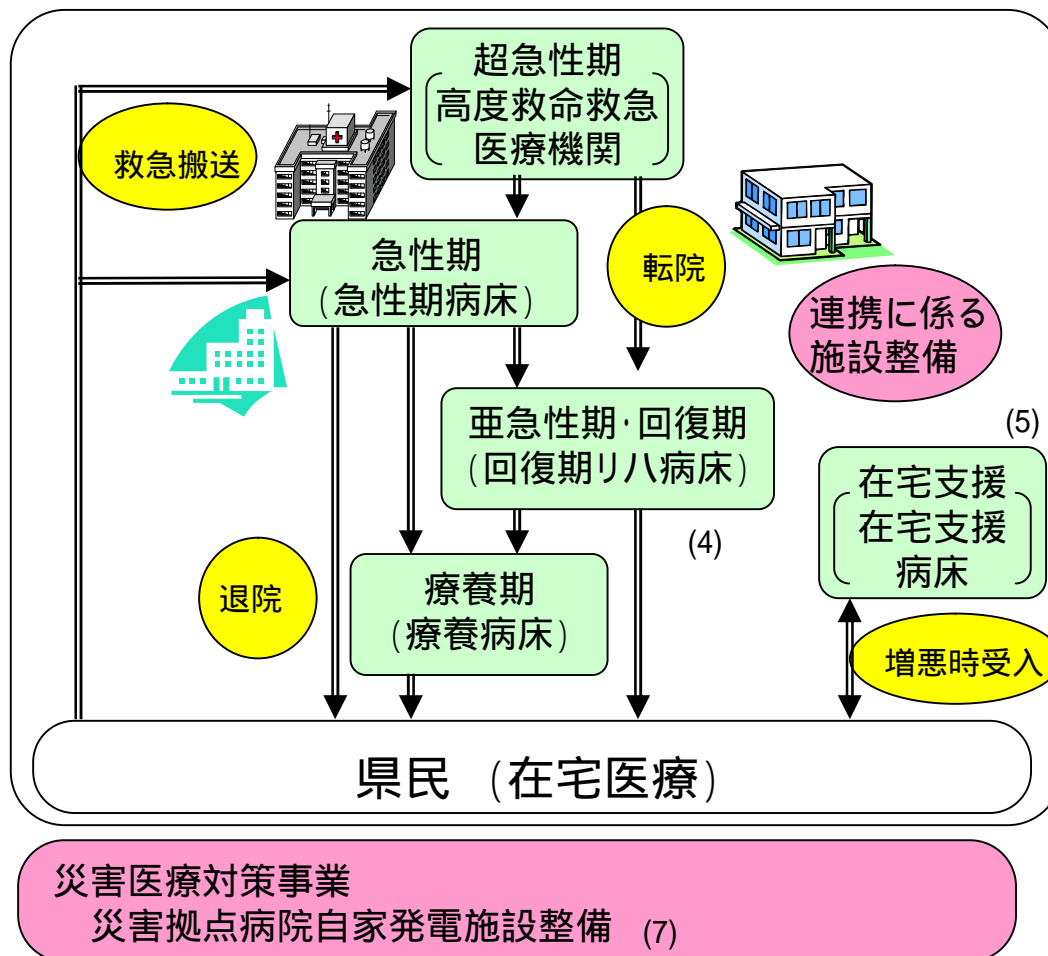 超急性期
高度救命救急
医療機関
救急搬送
急性期
(急性期病床)
転院
連携に係る
施設整備
亜急性期・回復期
(回復期リハ病床)
(4)
(5)
在宅支援
在宅支援
病床
退院
療養期
(療養病床)
増悪時受入
県民 (在宅医療)
災害医療対策事業
災害拠点病院自家発電施設整備 (7)